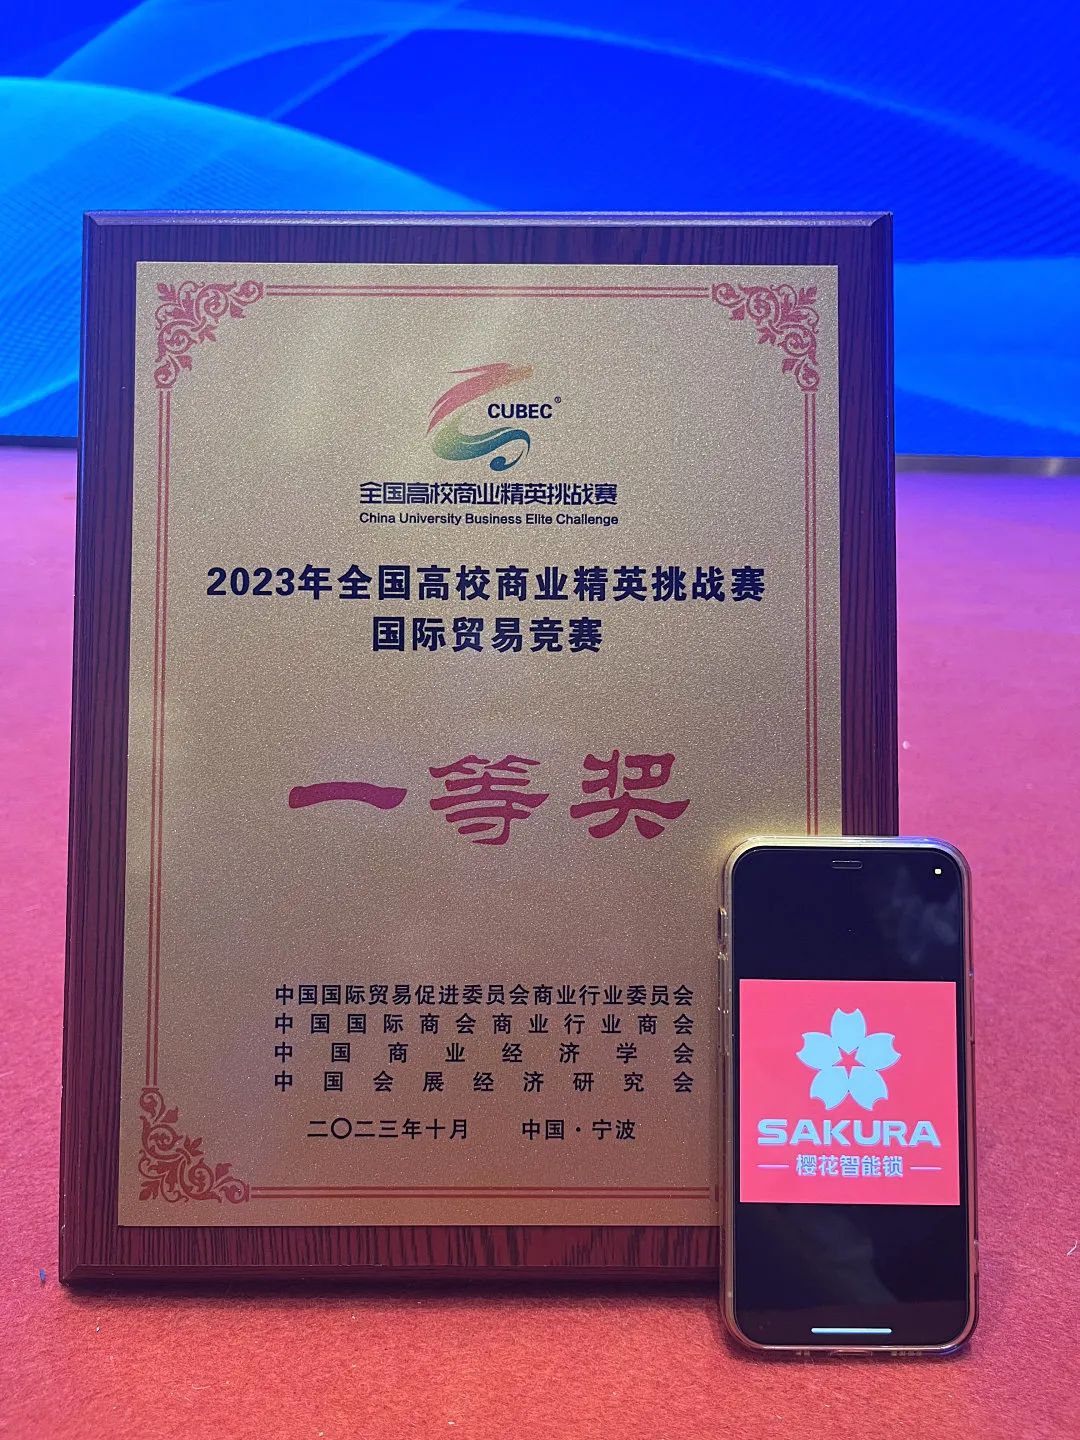 CUBEC®
全国高校商业精英挑战赛
China University Business Elite Challenge
2023年全国高校商业精英挑战赛
国际贸易竞赛
一等奖
中国国际贸易促进委员会商业行业委员会
中国国际商会商业行业商会
中国商业经济学会
中国会展经济研究会
二〇二三年十月 中国·宁波
SAKURA
樱花智能锁